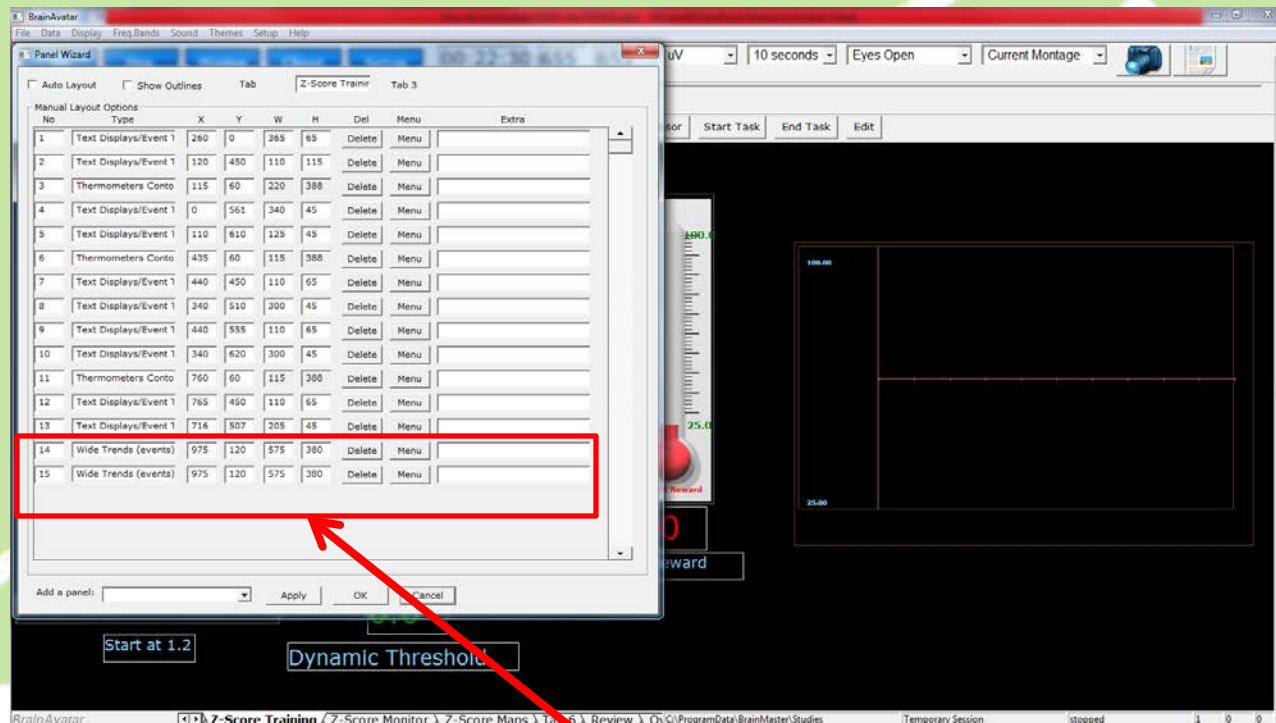 BrainAvatar
File Data Display Freq.Bands Sound Themes Setup Help
Panel Wizard
uV 10 seconds Eyes Open Current Montage
Auto Layout Show Outlines Tab Z-Score Trainir Tab 3
Manual Layout Options
No Type X Y W H Del Menu Extra
sor Start Task End Task Edit
1 Text Displays/Event T 260 0 365 65 Delete Menu
2 Text Displays/Event T 120 450 110 115 Delete Menu
3 Thermometers Conto 115 60 220 388 Delete Menu
4 Text Displays/Event T 0 561 340 45 Delete Menu
5 Text Displays/Event T 110 610 125 45 Delete Menu
6 Thermometers Conto 435 60 115 388 Delete Menu
7 Text Displays/Event T 440 450 110 65 Delete Menu
8 Text Displays/Event T 340 510 300 45 Delete Menu
9 Text Displays/Event T 440 555 110 65 Delete Menu
10 Text Displays/Event T 340 620 300 45 Delete Menu
11 Thermometers Conto 760 60 115 388 Delete Menu
12 Text Displays/Event T 765 450 110 65 Delete Menu
13 Text Displays/Event T 716 507 205 45 Delete Menu
14 Wide Trends (events) 975 120 575 380 Delete Menu
15 Wide Trends (events) 975 120 575 380 Delete Menu
100.0
25.0
Reward
0
eward
100.00
25.00
Add a panel: Apply OK Cancel
Start at 1.2
Dynamic Threshold
BrainAvatar Z-Score Training Z-Score Monitor Z-Score Maps Review C:\ProgramData\BrainMaster\Studies Temporary Session stopped 1 0 0